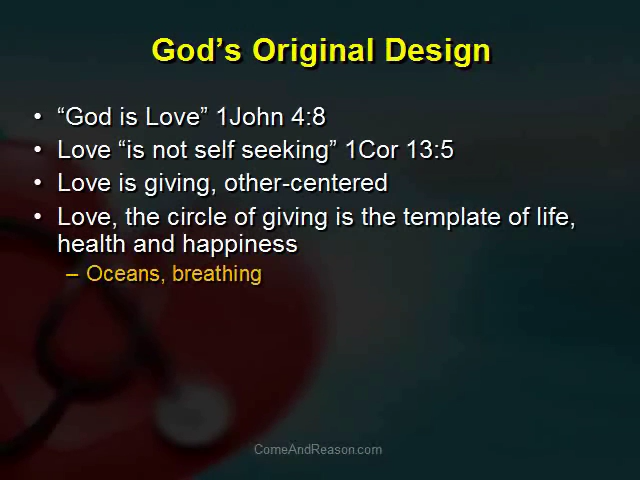 God’s Original Design
• “God is Love” 1John 4:8
• Love “is not self seeking” 1Cor 13:5
• Love is giving, other-centered
• Love, the circle of giving is the template of life,
health and happiness
– Oceans, breathing
ComeAndReason.com